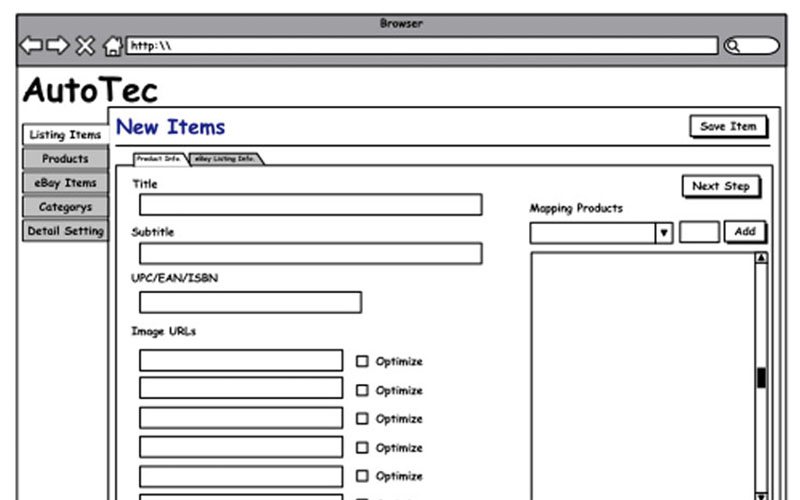 Browser
http:\\
AutoTec
Listing Items
Products
eBay Items
Categorys
Detail Setting
New Items
Save Item
Product Info.
eBay Listing Info.
Next Step
Title
Subtitle
UPC/EAN/ISBN
Image URLs
Optimize
Optimize
Optimize
Optimize
Optimize
Mapping Products
Add